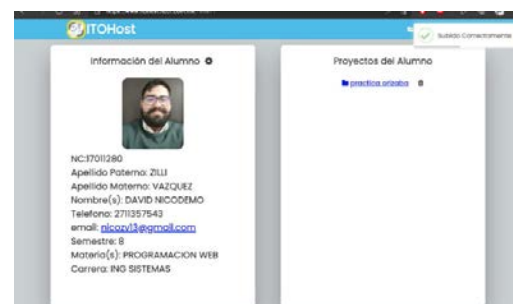 ITOHost
Subido Correctamente
Información del Alumno
NC:17011280
Apellido Paterno: ZILLI
Apellido Materno: VAZQUEZ
Nombre(s): DAVID NICODEMO
Telefono: 2711357543
email: nicozv13@gmail.com
Semestre: 8
Materia(s): PROGRAMACION WEB
Carrera: ING SISTEMAS
Proyectos del Alumno
practica orizaba